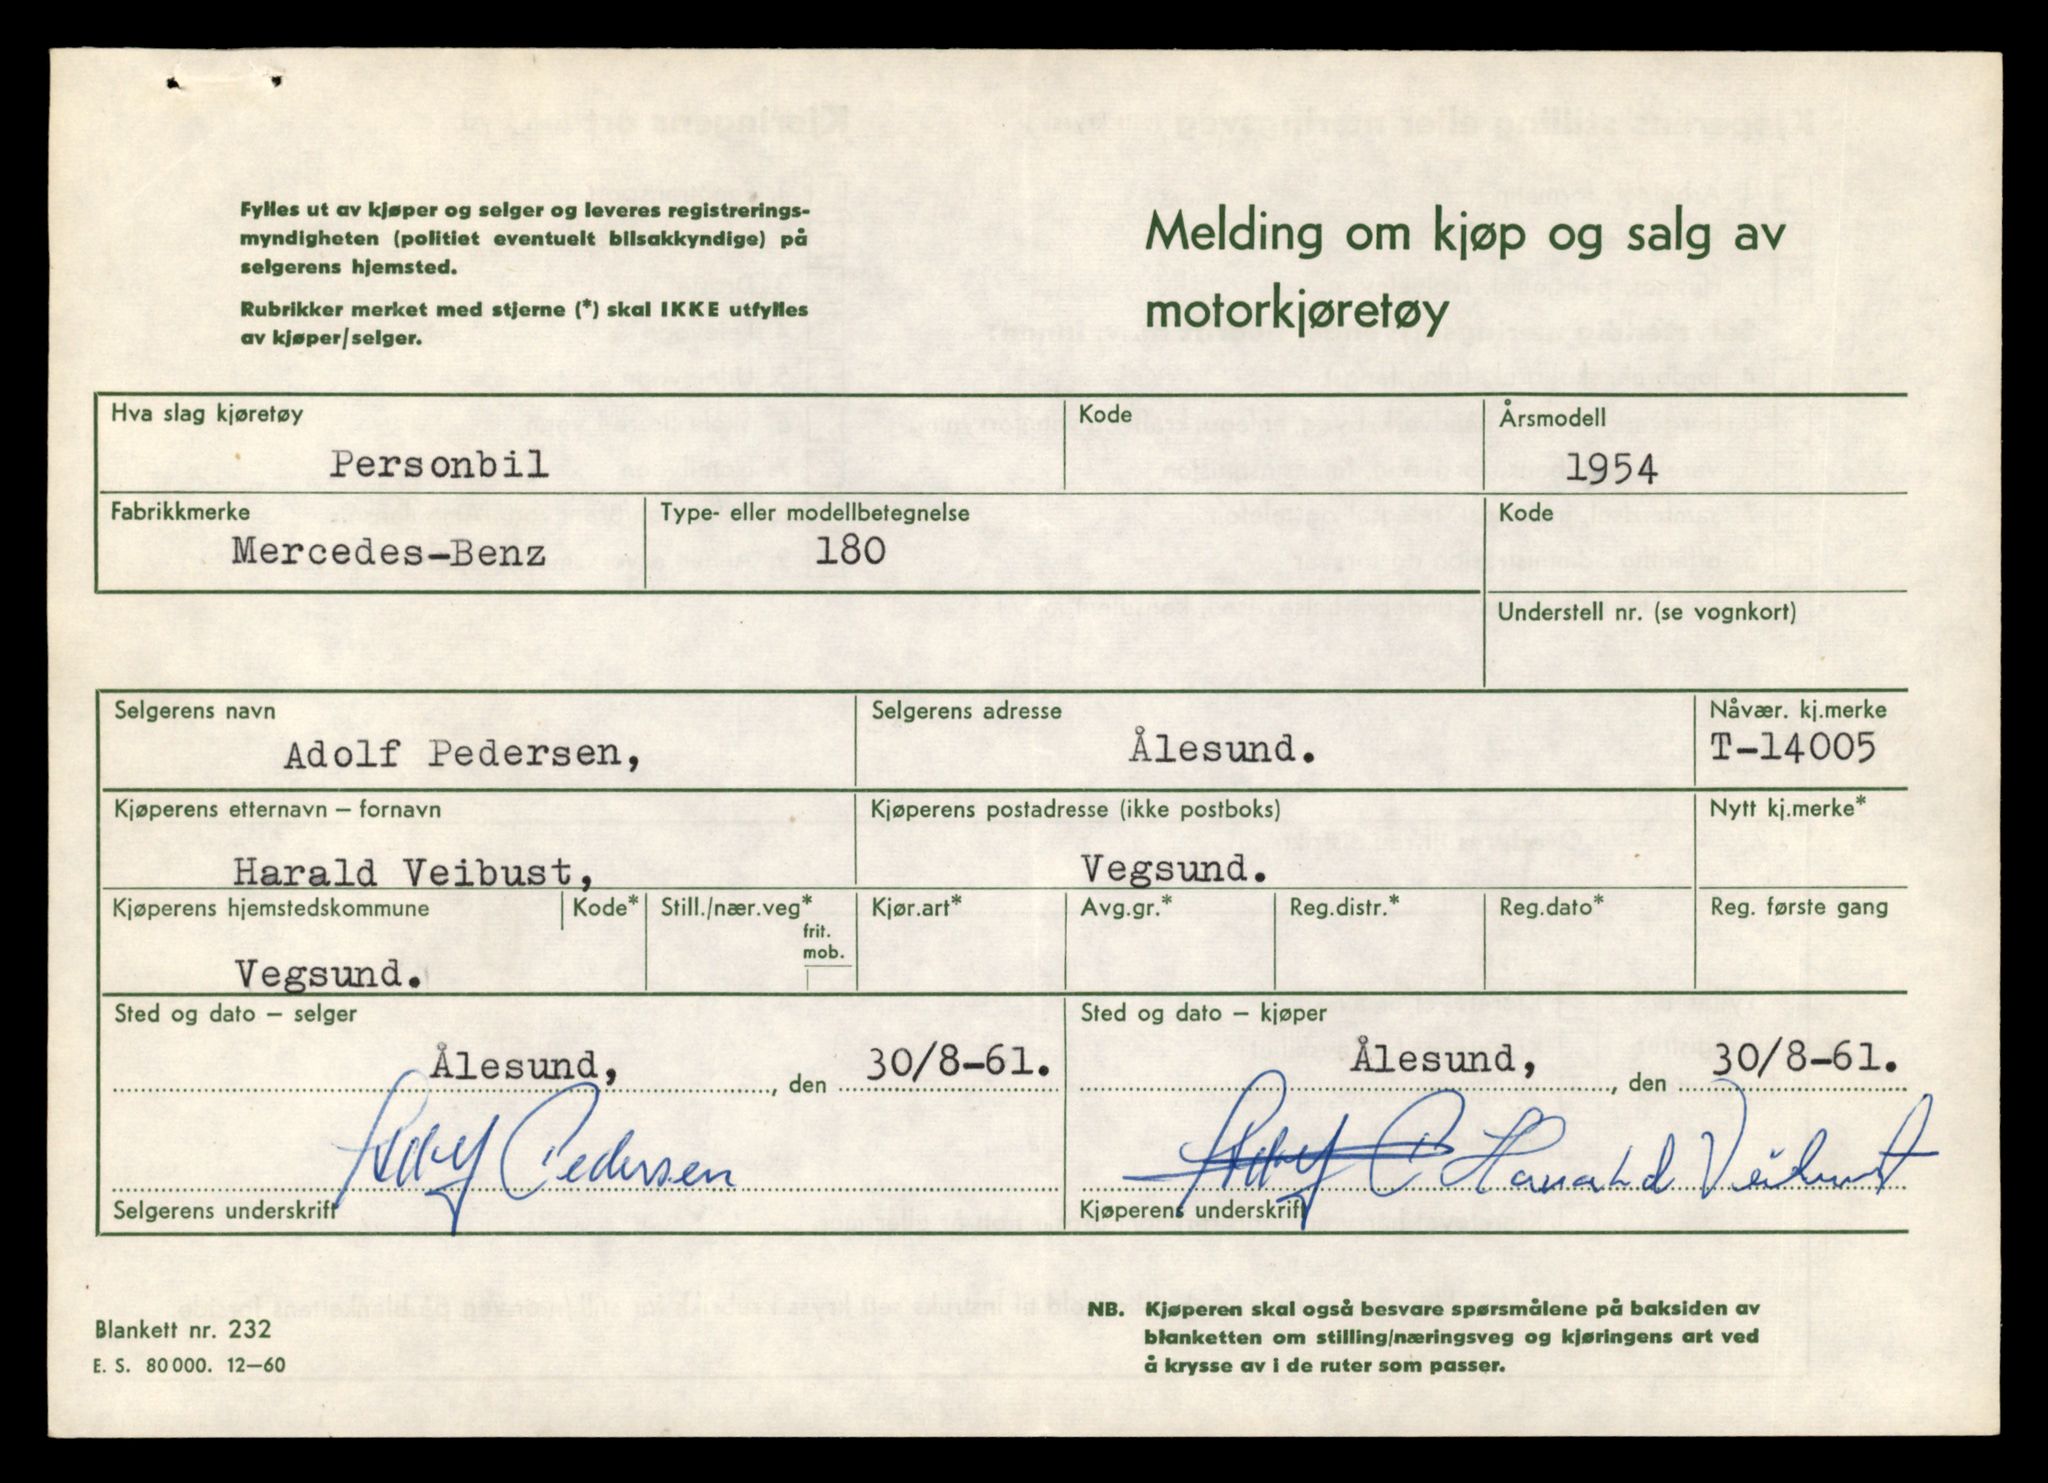 Fylles ut av kjøper og selger og leveres registrerings-
myndigheten (politiet eventuelt bilsakkyndige) på
selgerens hjemsted.
Rubrikker merket med stjerne (*) skal IKKE utfylles
av kjøper/selger.
Melding om kjøp og salg av
motorkjøretøy
Hva slag kjøretøy
Kode
Årsmodell
Personbil
1954
Fabrikkmerke
Type- eller modellbetegnelse
Kode
Mercedes-Benz
180
Understell nr. (se vognkort)
Selgerens navn
Selgerens adresse
Nåvær. kj.merke
Adolf Pedersen,
Ålesund.
T-14005
Kjøperens etternavn – fornavn
Kjøperens postadresse (ikke postboks)
Nytt kj.merke*
Harald Veibust,
Vegsund.
Kjøperens hjemstedskommune
Kode*
Still./nær.veg*
frit.
mob.
Kjør.art*
Avg.gr.*
Reg.distr.*
Reg.dato*
Reg. første gang
Vegsund.
Sted og dato – selger
Sted og dato – kjøper
Ålesund, , den 30/8-61.
Ålesund, , den 30/8-61.
Adolf Pedersen
Adolf P Harald Veibust
Selgerens underskrift
Kjøperens underskrift
Blankett nr. 232
E. S. 80 000. 12–60
NB. Kjøperen skal også besvare spørsmålene på baksiden av
blanketten om stilling/næringsveg og kjøringens art ved
å krysse av i de ruter som passer.